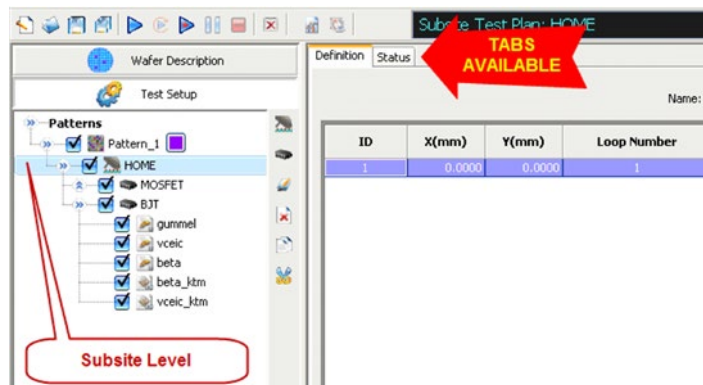 Subsite Test Plan: HOME
TABS
AVAILABLE
Wafer Description
Test Setup
Patterns
Pattern_1
HOME
MOSFET
BJT
gummel
vceic
beta
beta_ktm
vceic_ktm
Subsite Level
Definition
Status
Name:
ID X(mm) Y(mm) Loop Number
1 0.0000 0.0000 1